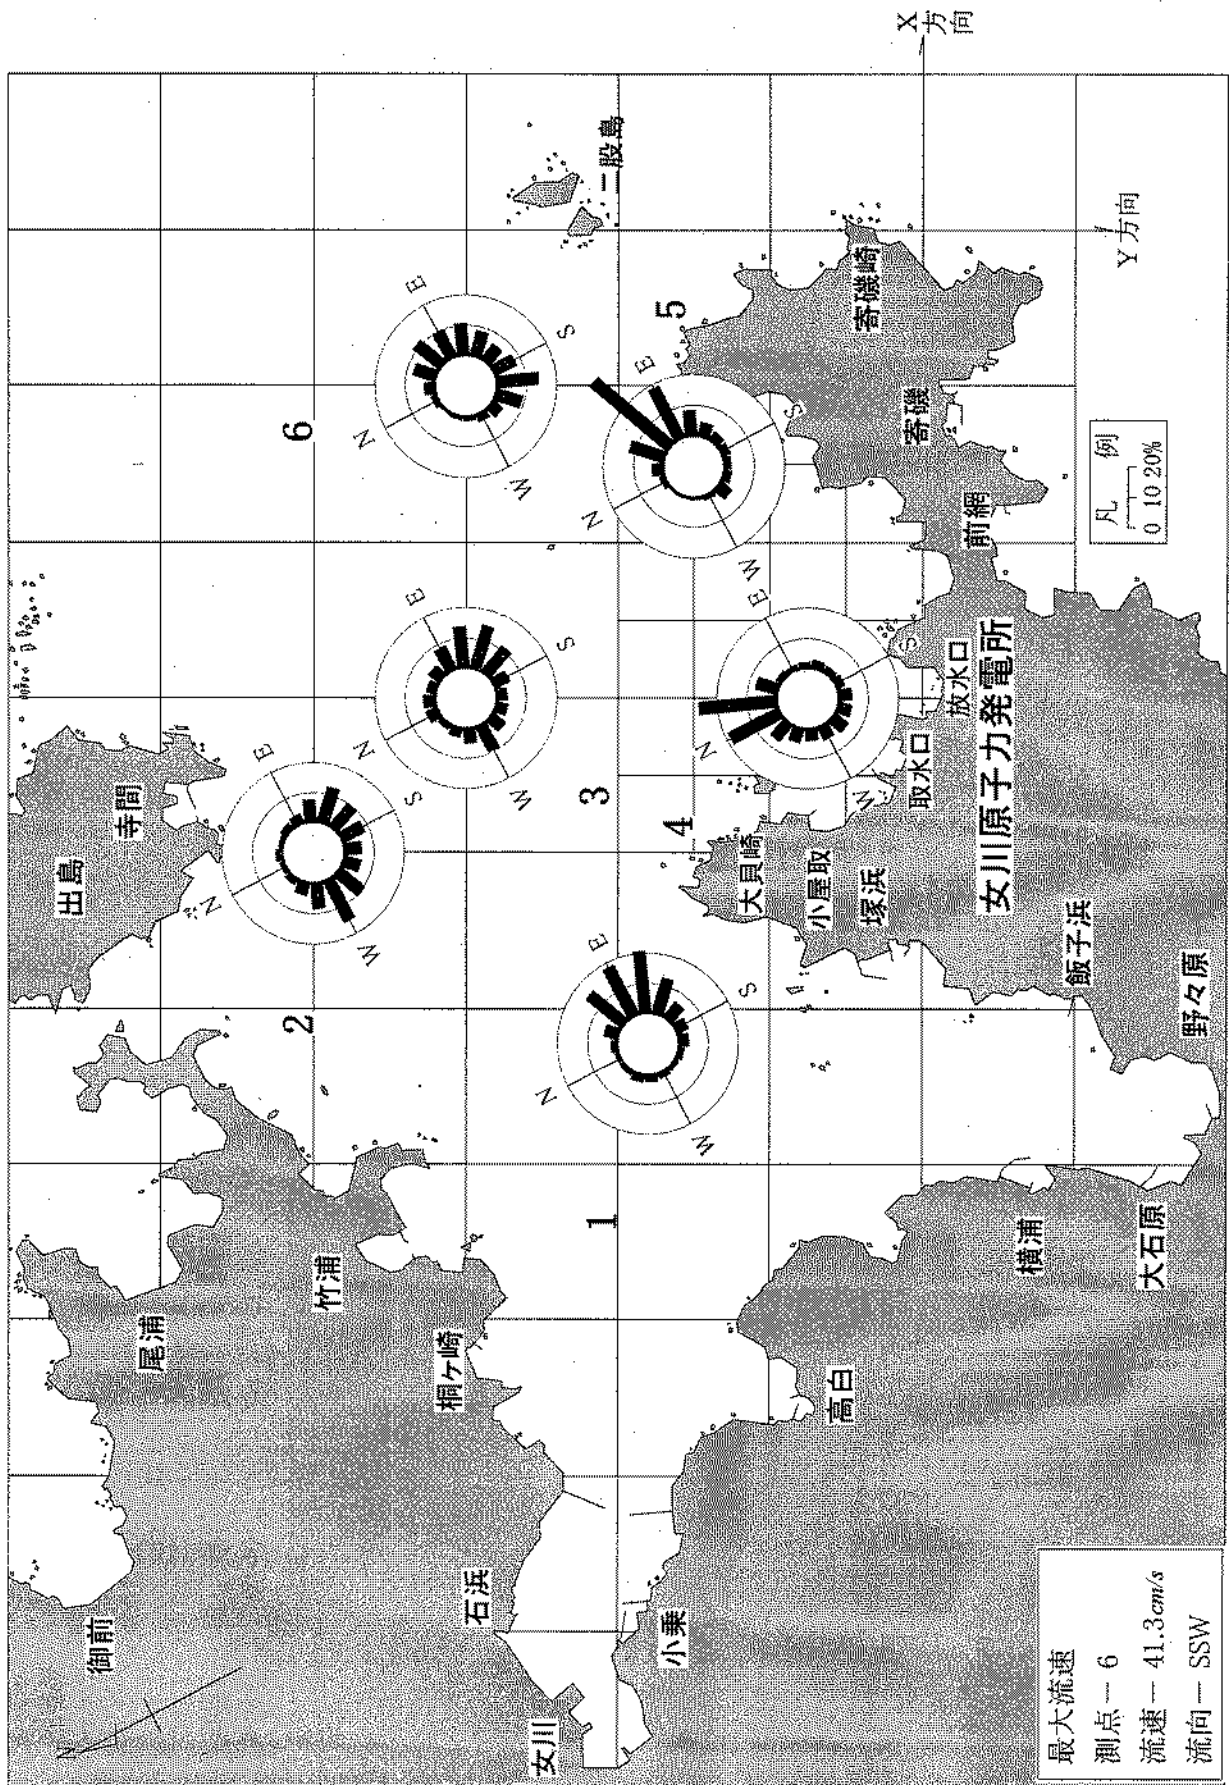 X方向
Y方向
二股島
寄磯崎
寄磯
前網
凡 例
0 10 20%
5
E
S
W
N
6
E
S
W
N
3
E
S
W
N
4
E
S
W
N
放水口
取水口
女川原子力発電所
大貝崎
小屋取
塚浜
飯子浜
野々原
出島
寺間
2
E
S
W
N
1
E
S
W
N
尾浦
竹浦
桐ヶ崎
御前
石浜
女川
小乗
高白
横浦
大石原
N
最大流速
測点－6
流速－41.3cm/s
流向－SSW